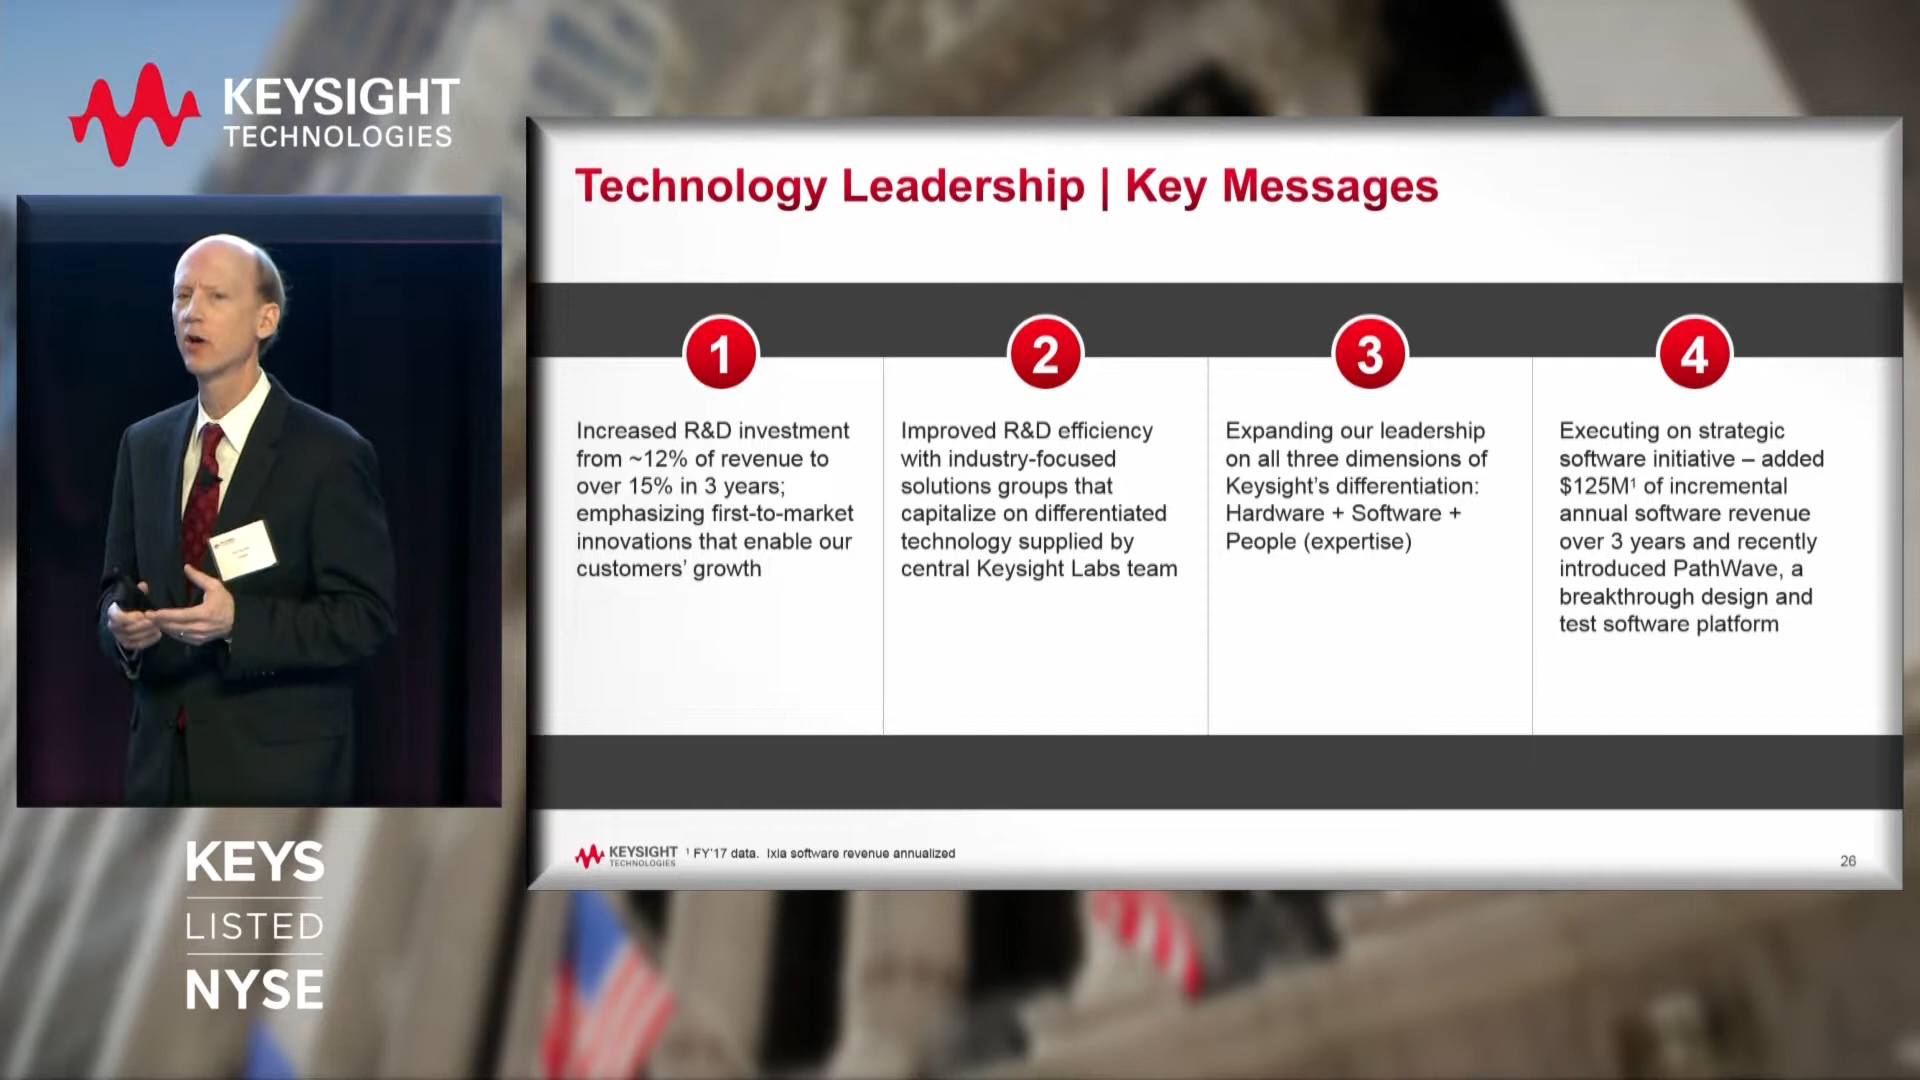 KEYSIGHT
TECHNOLOGIES
Technology Leadership | Key Messages
1
Increased R&D investment
from ~12% of revenue to
over 15% in 3 years;
emphasizing first-to-market
innovations that enable our
customers’ growth
2
Improved R&D efficiency
with industry-focused
solutions groups that
capitalize on differentiated
technology supplied by
central Keysight Labs team
3
Expanding our leadership
on all three dimensions of
Keysight’s differentiation:
Hardware + Software +
People (expertise)
4
Executing on strategic
software initiative – added
$125M¹ of incremental
annual software revenue
over 3 years and recently
introduced PathWave, a
breakthrough design and
test software platform
KEYSIGHT
TECHNOLOGIES
¹ FY’17 data. Ixia software revenue annualized
26
KEYS
LISTED
NYSE